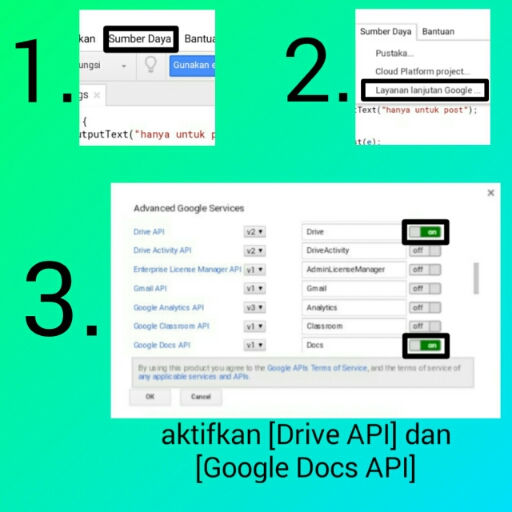 1.
kan Sumber Daya Bantua
ungsi Gunakan e
gs ×
{
tputText("hanya untuk p
2.
Sumber Daya Bantuan
Pustaka...
Cloud Platform project...
Layanan lanjutan Google ...
Text("hanya untuk post");
t(e):
3.
Advanced Google Services
Drive API v2 Drive on
Drive Activity API v2 DriveActivity off
Enterprise License Manager API v1 AdminLicenseManager off
Gmail API v1 Gmail off
Google Analytics API v3 Analytics off
Google Classroom API v1 Classroom off
Google Docs API v1 Docs on
By using this product you agree to the Google APIs Terms of Service, and the terms of service of
any applicable services and APIs.
OK Cancel
aktifkan [Drive API] dan
[Google Docs API]